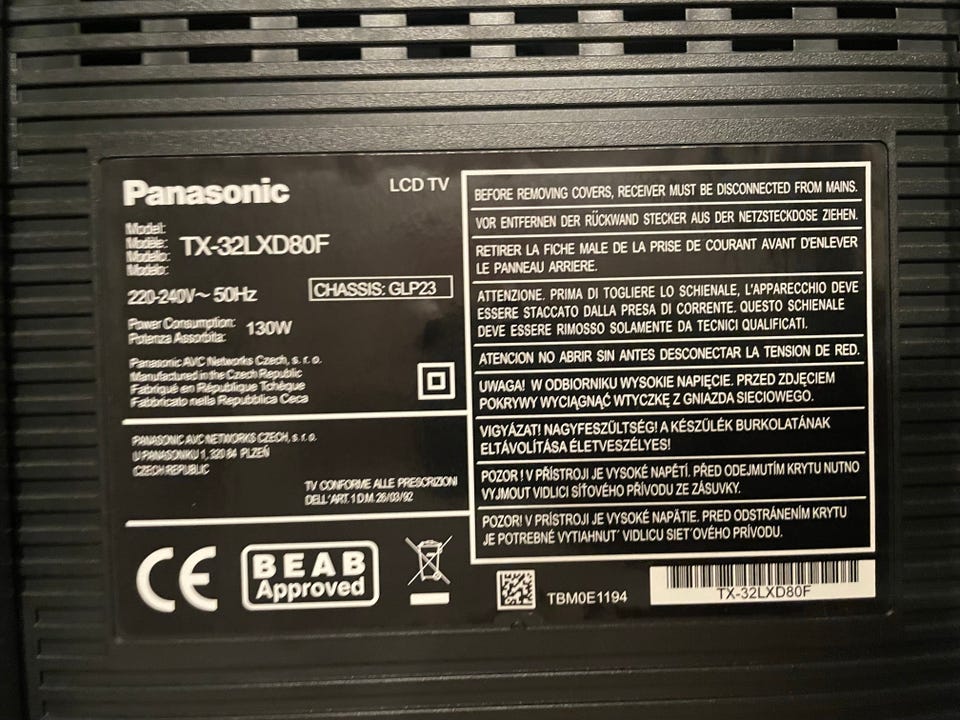 Panasonic
LCD TV
Model:
Modèle:
Modello:
Modelo:
TX-32LXD80F
220-240V~ 50Hz
CHASSIS: GLP23
Power Consumption:
Potenza Assorbita:
130W
Panasonic AVC Networks Czech, s. r. o.
Manufactured in the Czech Republic
Fabriqué en République Tchèque
Fabbricato nella Repubblica Ceca
PANASONIC AVC NETWORKS CZECH, s. r. o.
U PANASONIKU 1, 320 84 PLZEŇ
CZECH REPUBLIC
TV CONFORME ALLE PRESCRIZIONI
DELL'ART. 1 D.M. 26/03/92
CE
BEAB
Approved
BEFORE REMOVING COVERS, RECEIVER MUST BE DISCONNECTED FROM MAINS.
VOR ENTFERNEN DER RÜCKWAND STECKER AUS DER NETZSTECKDOSE ZIEHEN.
RETIRER LA FICHE MALE DE LA PRISE DE COURANT AVANT D'ENLEVER
LE PANNEAU ARRIERE.
ATTENZIONE. PRIMA DI TOGLIERE LO SCHIENALE, L'APPARECCHIO DEVE
ESSERE STACCATO DALLA PRESA DI CORRENTE. QUESTO SCHIENALE
DEVE ESSERE RIMOSSO SOLAMENTE DA TECNICI QUALIFICATI.
ATENCION NO ABRIR SIN ANTES DESCONECTAR LA TENSION DE RED.
UWAGA! W ODBIORNIKU WYSOKIE NAPIĘCIE. PRZED ZDJĘCIEM
POKRYWY WYCIĄGNĄĆ WTYCZKĘ Z GNIAZDA SIECIOWEGO.
VIGYÁZAT! NAGYFESZÜLTSÉG! A KÉSZÜLÉK BURKOLATÁNAK
ELTÁVOLÍTÁSA ÉLETVESZÉLYES!
POZOR! V PŘÍSTROJI JE VYSOKÉ NAPĚTÍ. PŘED ODEJMUTÍM KRYTU NUTNO
VYJMOUT VIDLICI SÍŤOVÉHO PŘÍVODU ZE ZÁSUVKY.
POZOR! V PRÍSTROJI JE VYSOKÉ NAPÄTIE. PRED ODSTRÁNENÍM KRYTU
JE POTREBNÉ VYTIAHNUŤ VIDLICU SIEŤOVÉHO PRÍVODU.
TBM0E1194
TX-32LXD80F